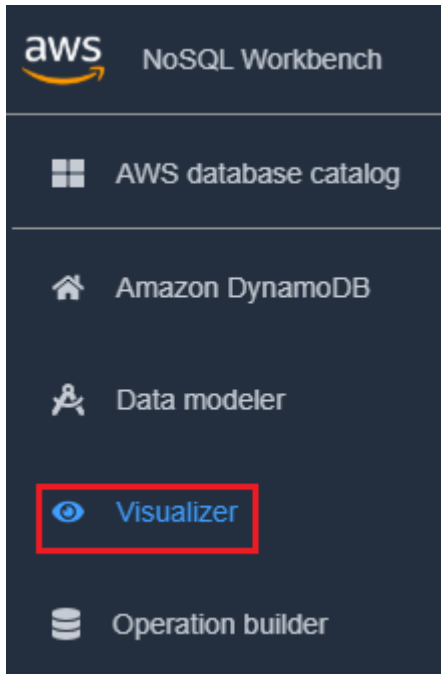 aws NoSQL Workbench
AWS database catalog
Amazon DynamoDB
Data modeler
Visualizer
Operation builder